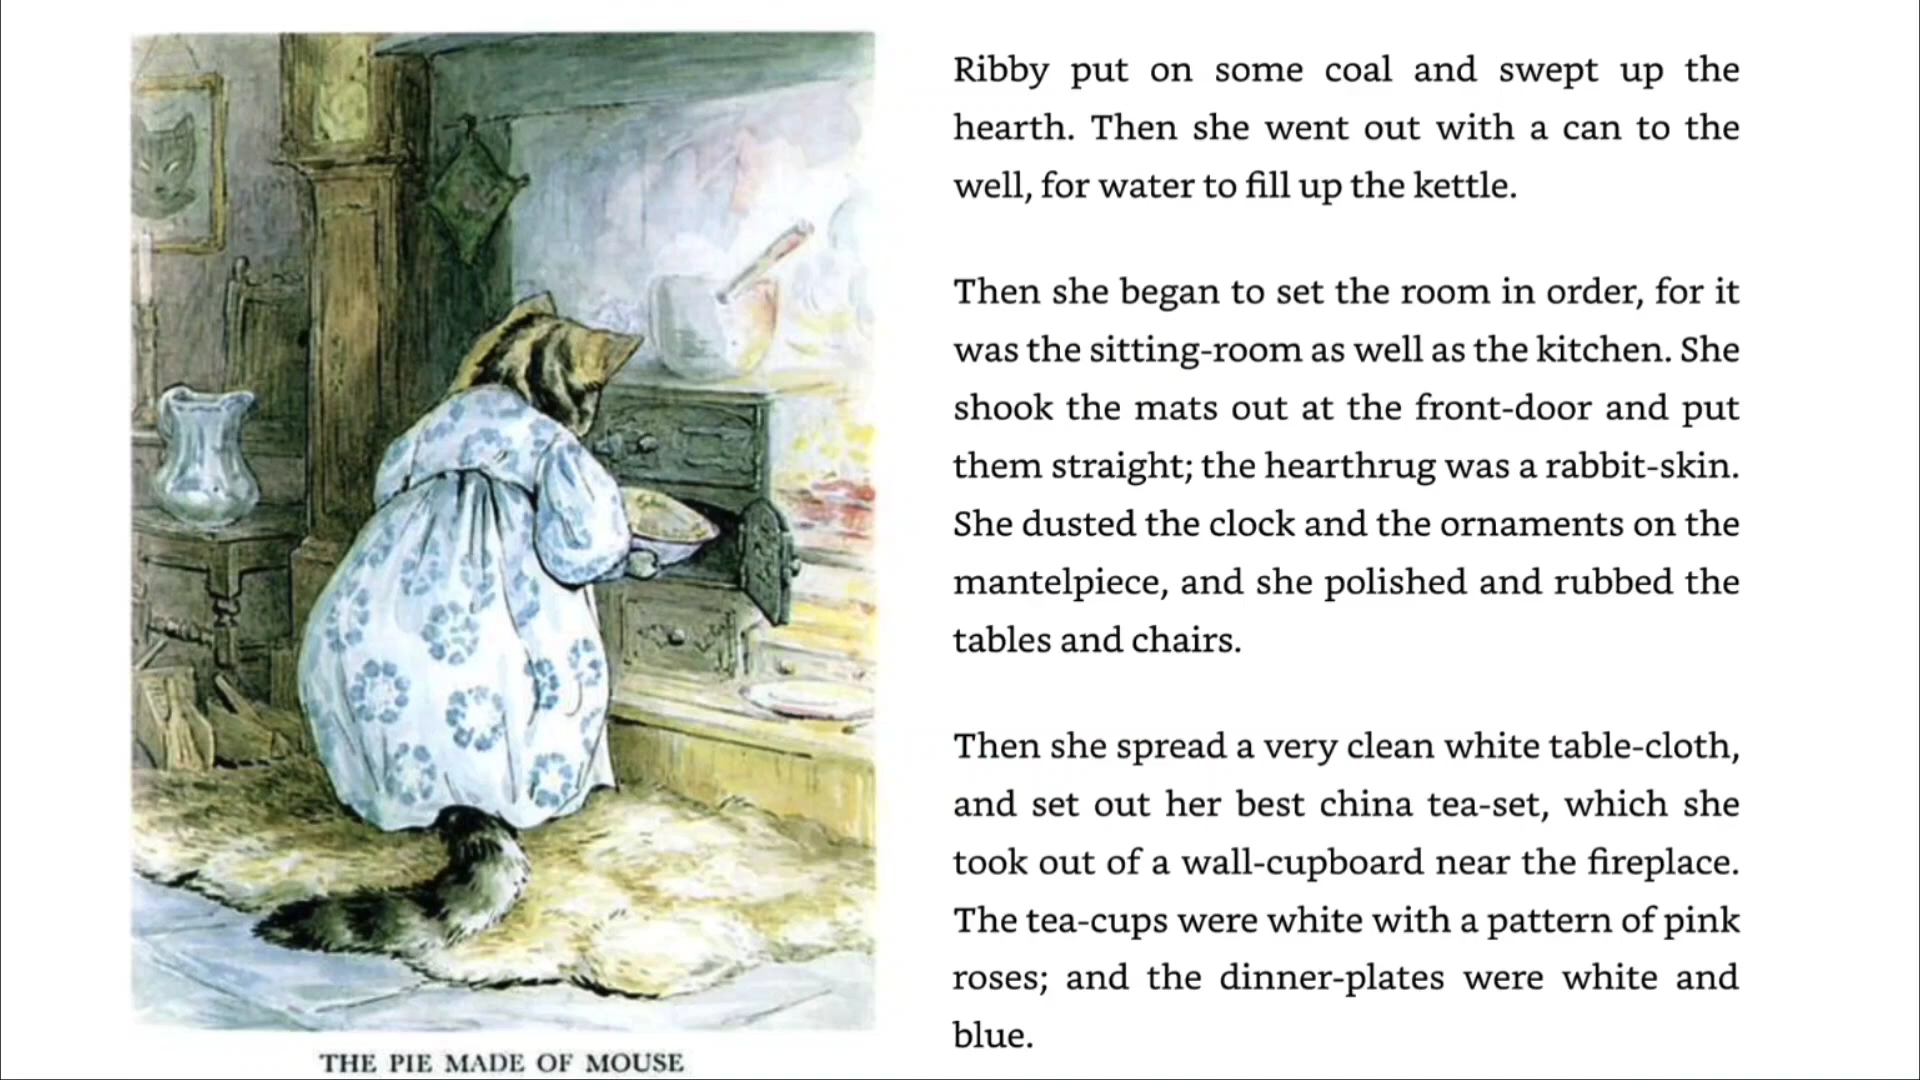 Ribby put on some coal and swept up the
hearth. Then she went out with a can to the
well, for water to fill up the kettle.
Then she began to set the room in order, for it
was the sitting-room as well as the kitchen. She
shook the mats out at the front-door and put
them straight; the hearthrug was a rabbit-skin.
She dusted the clock and the ornaments on the
mantelpiece, and she polished and rubbed the
tables and chairs.
Then she spread a very clean white table-cloth,
and set out her best china tea-set, which she
took out of a wall-cupboard near the fireplace.
The tea-cups were white with a pattern of pink
roses; and the dinner-plates were white and
blue.
THE PIE MADE OF MOUSE